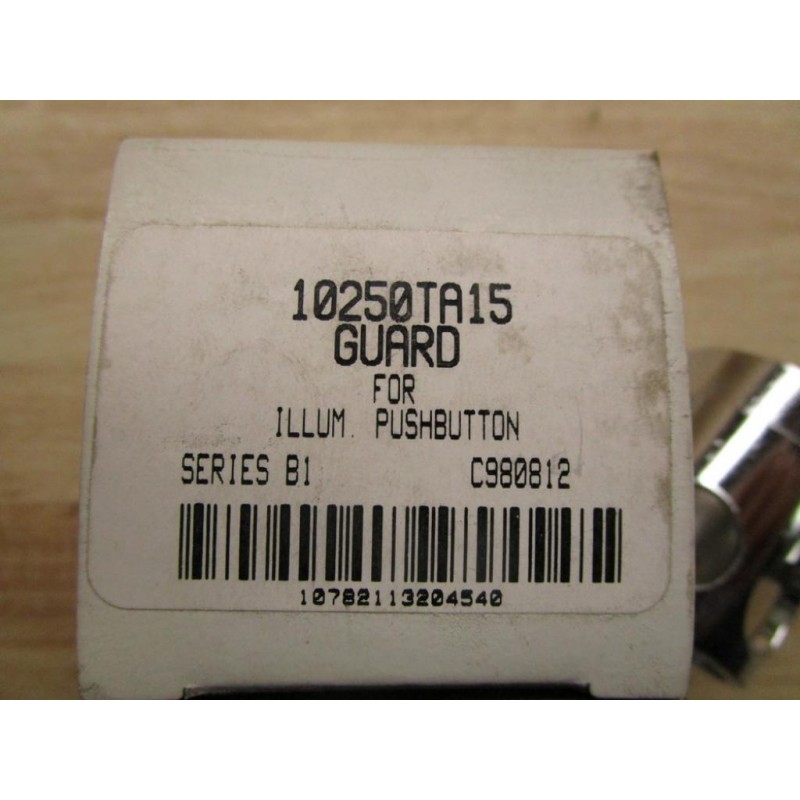 10250TA15
GUARD
FOR
ILLUM. PUSHBUTTON
SERIES B1 C980812
10782113204540